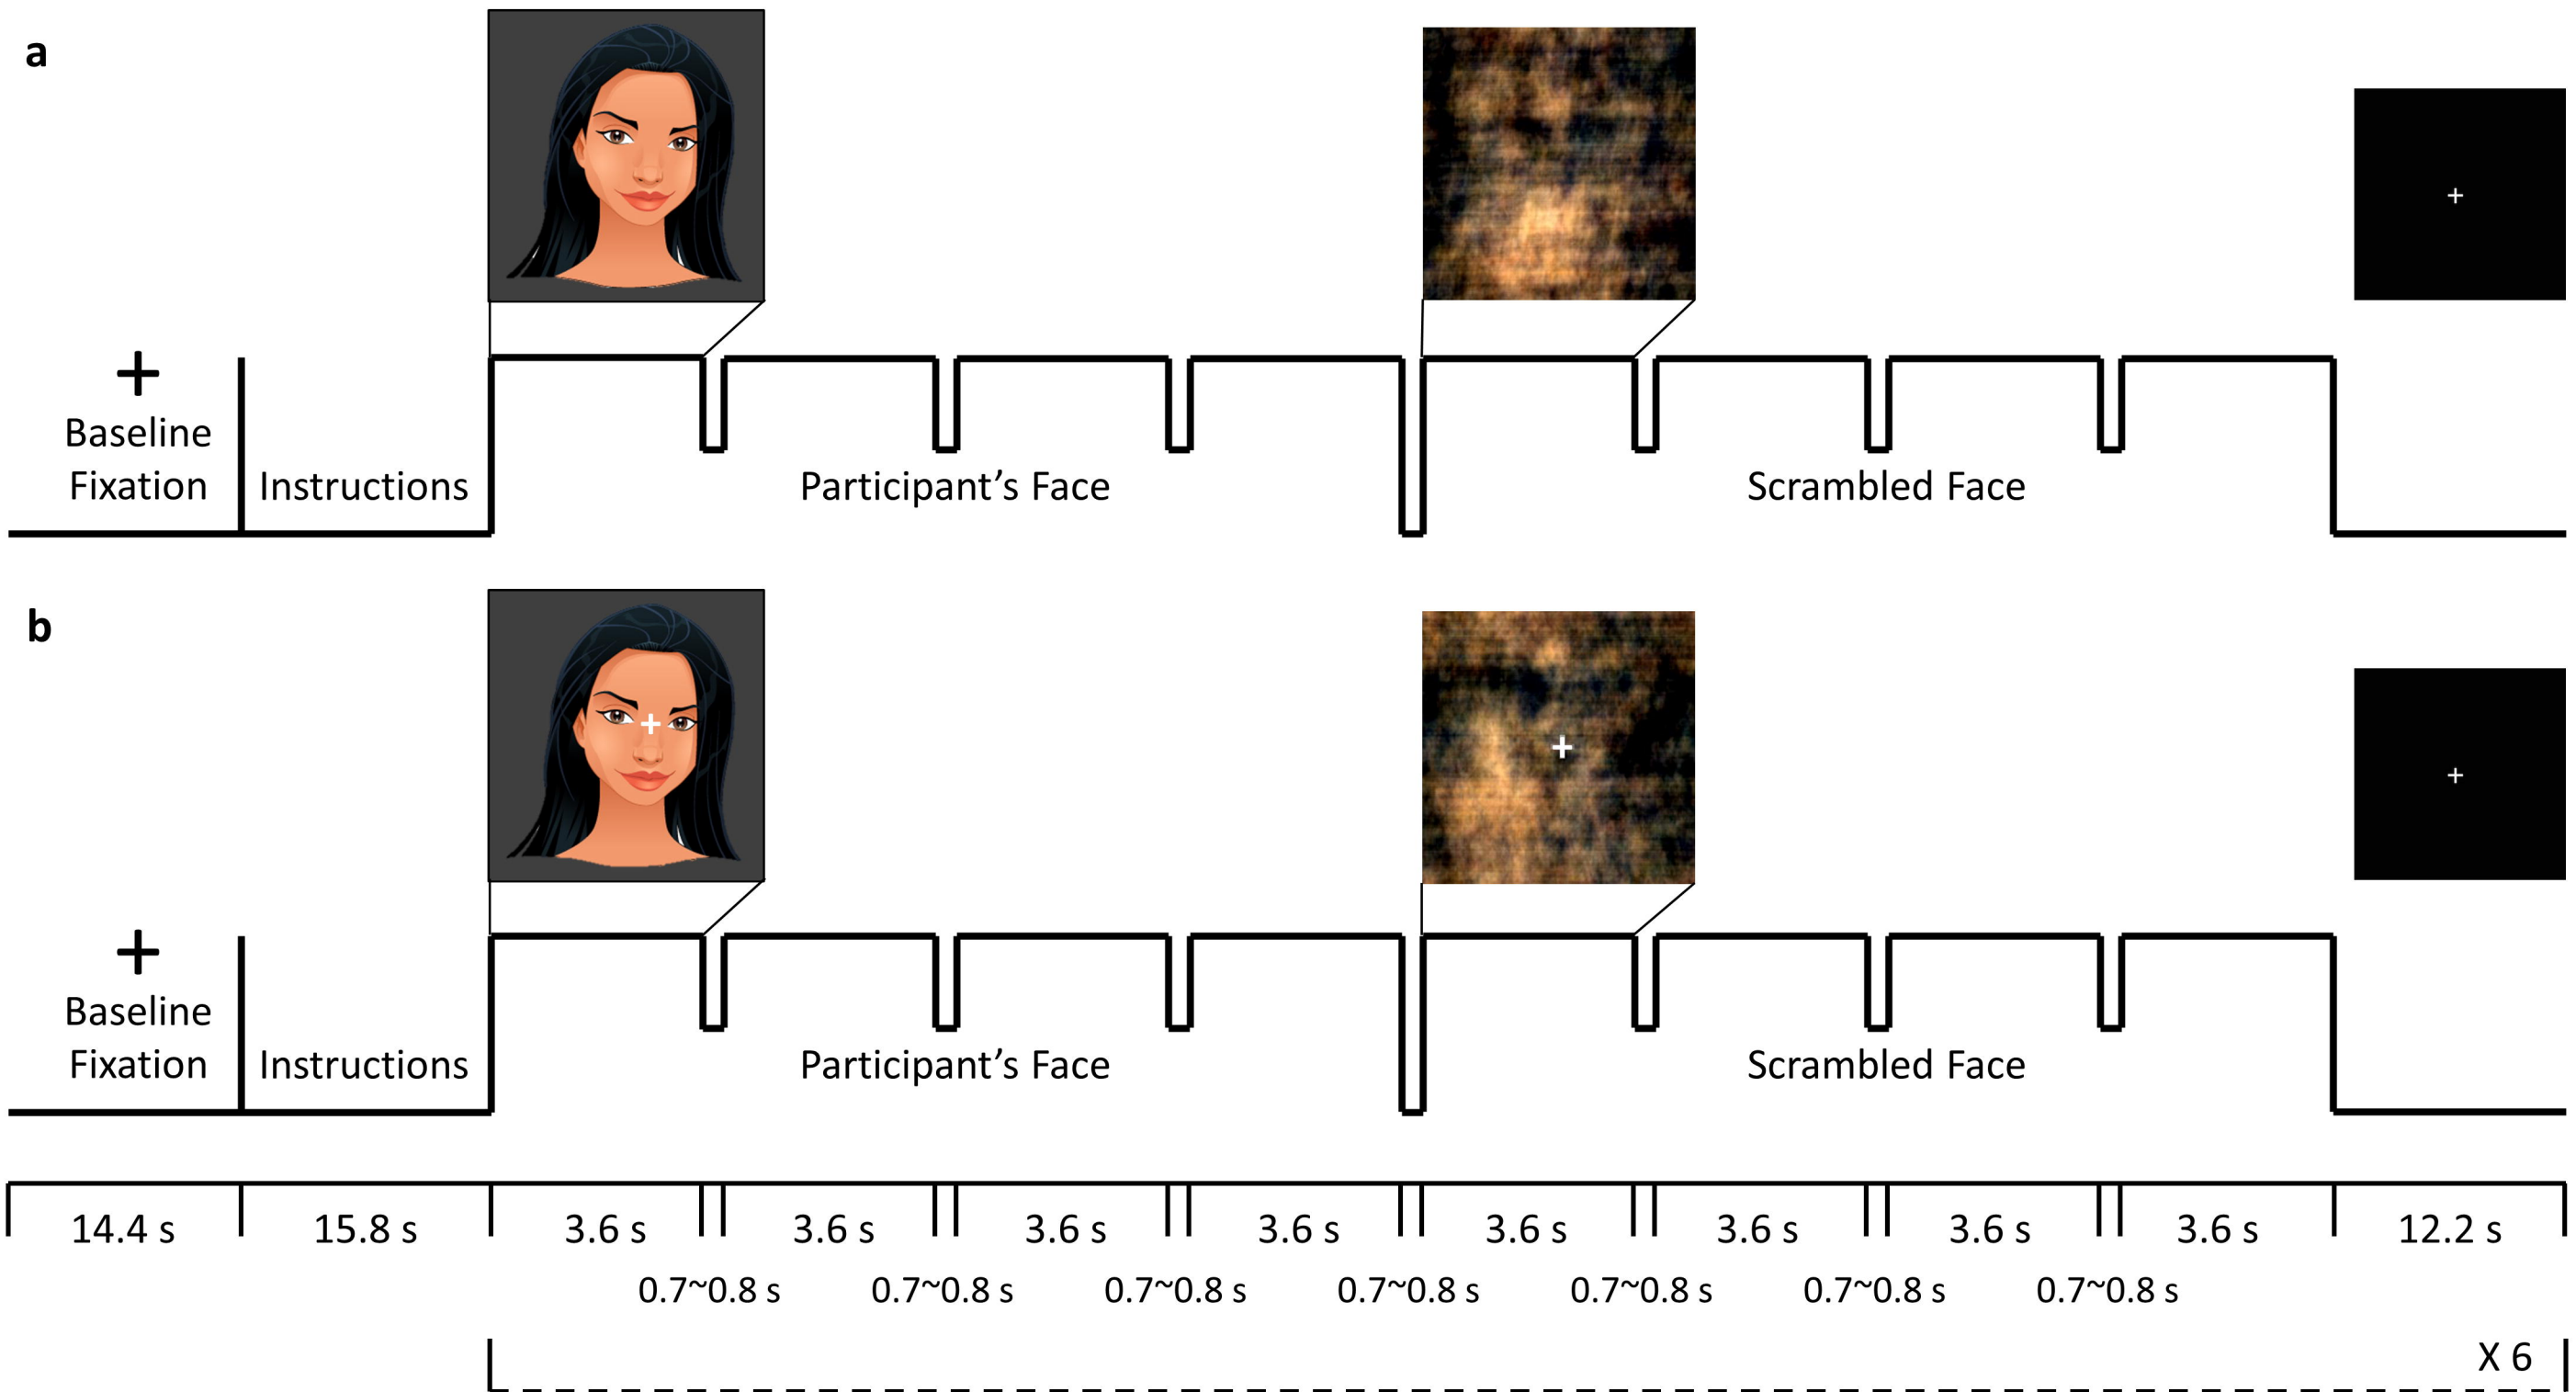 a
+
Baseline
Fixation
Instructions
Participant’s Face
Scrambled Face
+
b
+
+
+
Baseline
Fixation
Instructions
Participant’s Face
Scrambled Face
+
14.4 s 15.8 s 3.6 s 3.6 s 3.6 s 3.6 s 3.6 s 3.6 s 3.6 s 3.6 s 12.2 s
0.7~0.8 s 0.7~0.8 s 0.7~0.8 s 0.7~0.8 s 0.7~0.8 s 0.7~0.8 s 0.7~0.8 s
X 6